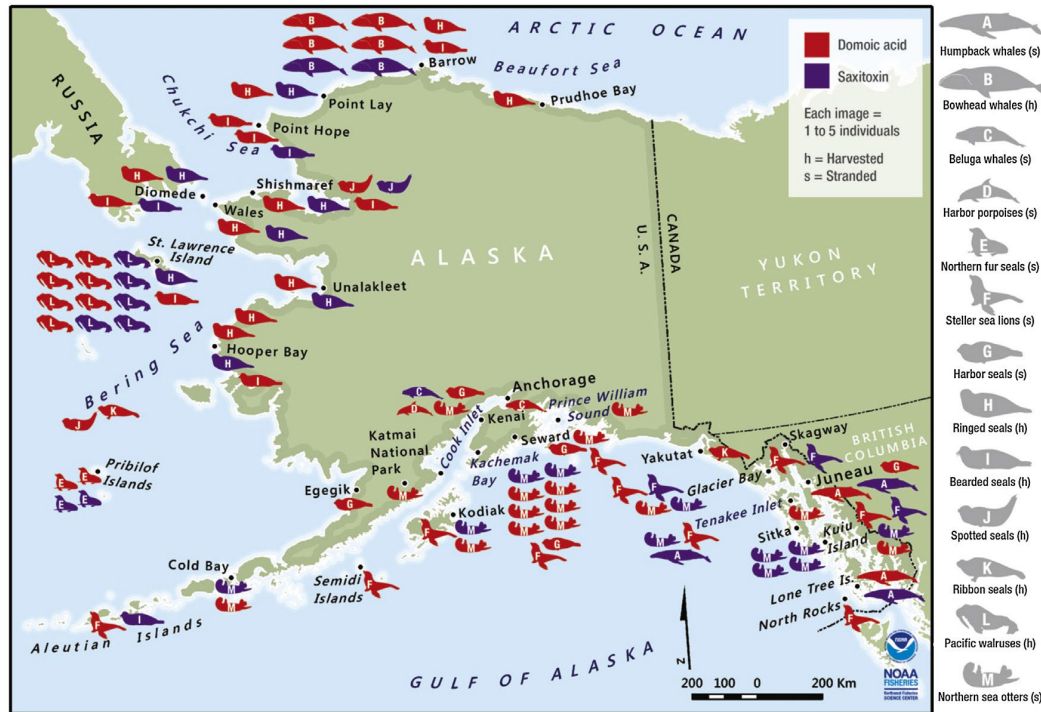 ARCTIC OCEAN
Beaufort Sea
Chukchi Sea
RUSSIA
Barrow
Prudhoe Bay
Point Lay
Point Hope
Shishmaref
Diomede
Wales
St. Lawrence
Island
ALASKA
U.S.A.
CANADA
YUKON
TERRITORY
Unalakleet
Bering Sea
Hooper Bay
Anchorage
Prince William
Sound
Kenai
Cook Inlet
Seward
Katmai
National
Park
Kachemak
Bay
Pribilof
Islands
Egegik
Kodiak
Yakutat
Skagway
BRITISH
COLUMBIA
Glacier Bay
Juneau
Tenakee Inlet
Sitka
Kuiu
Island
Cold Bay
Semidi
Islands
Lone Tree Is.
North Rocks
Aleutian Islands
GULF OF ALASKA
Z
200 100 0 200 Km
NOAA
NOAA
FISHERIES
Northwest Fisheries
SCIENCE CENTER
Domoic acid
Saxitoxin
Each image =
1 to 5 individuals
h = Harvested
s = Stranded
A
Humpback whales (s)
B
Bowhead whales (h)
C
Beluga whales (s)
D
Harbor porpoises (s)
E
Northern fur seals (s)
F
Steller sea lions (s)
G
Harbor seals (s)
H
Ringed seals (h)
I
Bearded seals (h)
J
Spotted seals (h)
K
Ribbon seals (h)
L
Pacific walruses (h)
M
Northern sea otters (s)